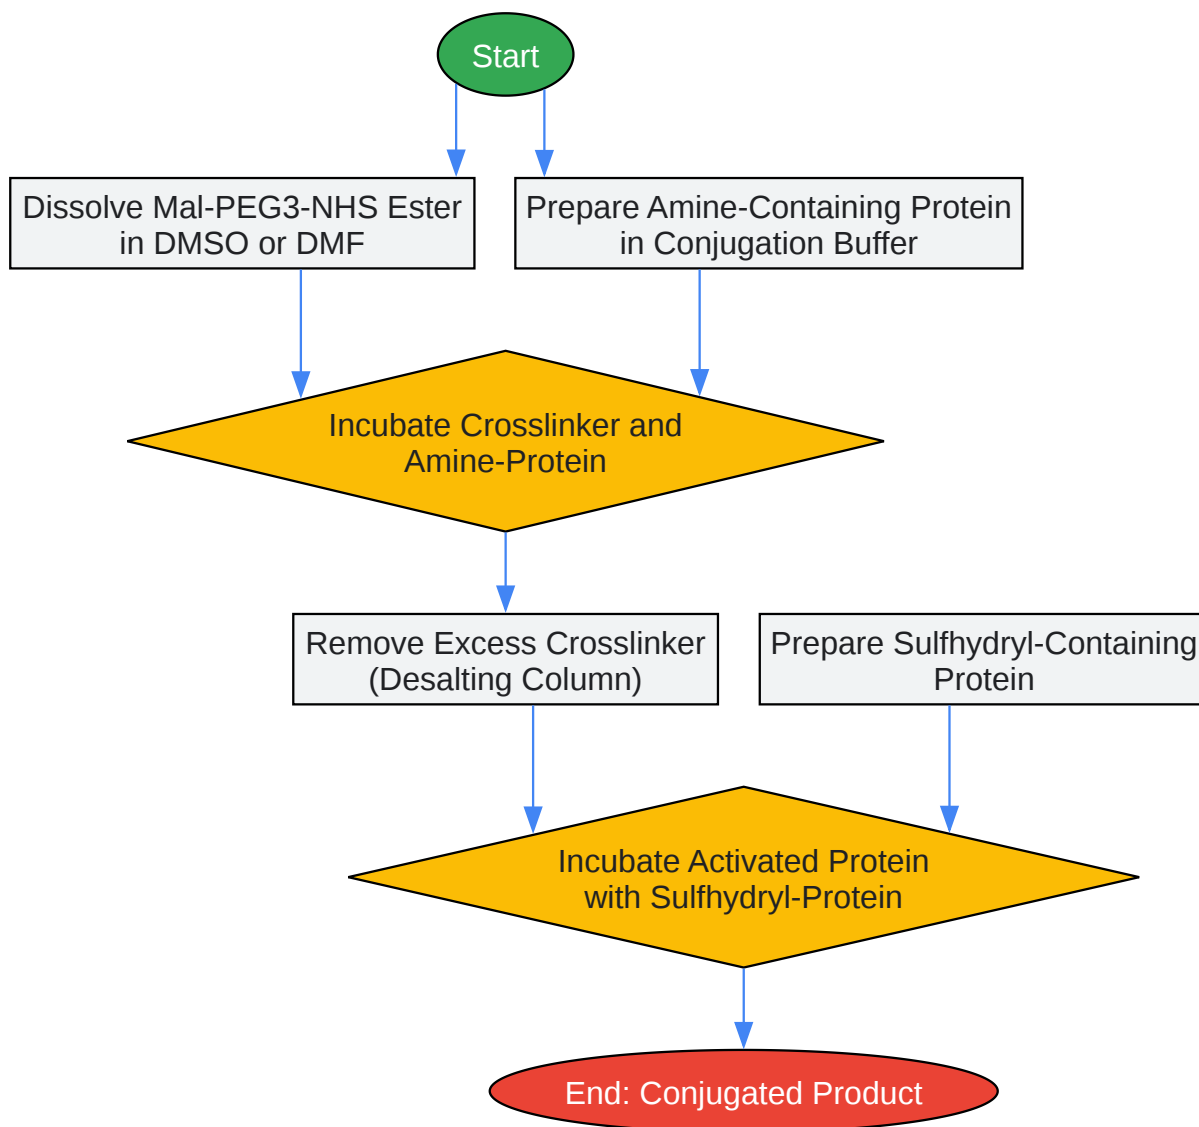 Start
Dissolve Mal-PEG3-NHS Ester
in DMSO or DMF
Prepare Amine-Containing Protein
in Conjugation Buffer
Incubate Crosslinker and
Amine-Protein
Remove Excess Crosslinker
(Desalting Column)
Prepare Sulfhydryl-Containing
Protein
Incubate Activated Protein
with Sulfhydryl-Protein
End: Conjugated Product